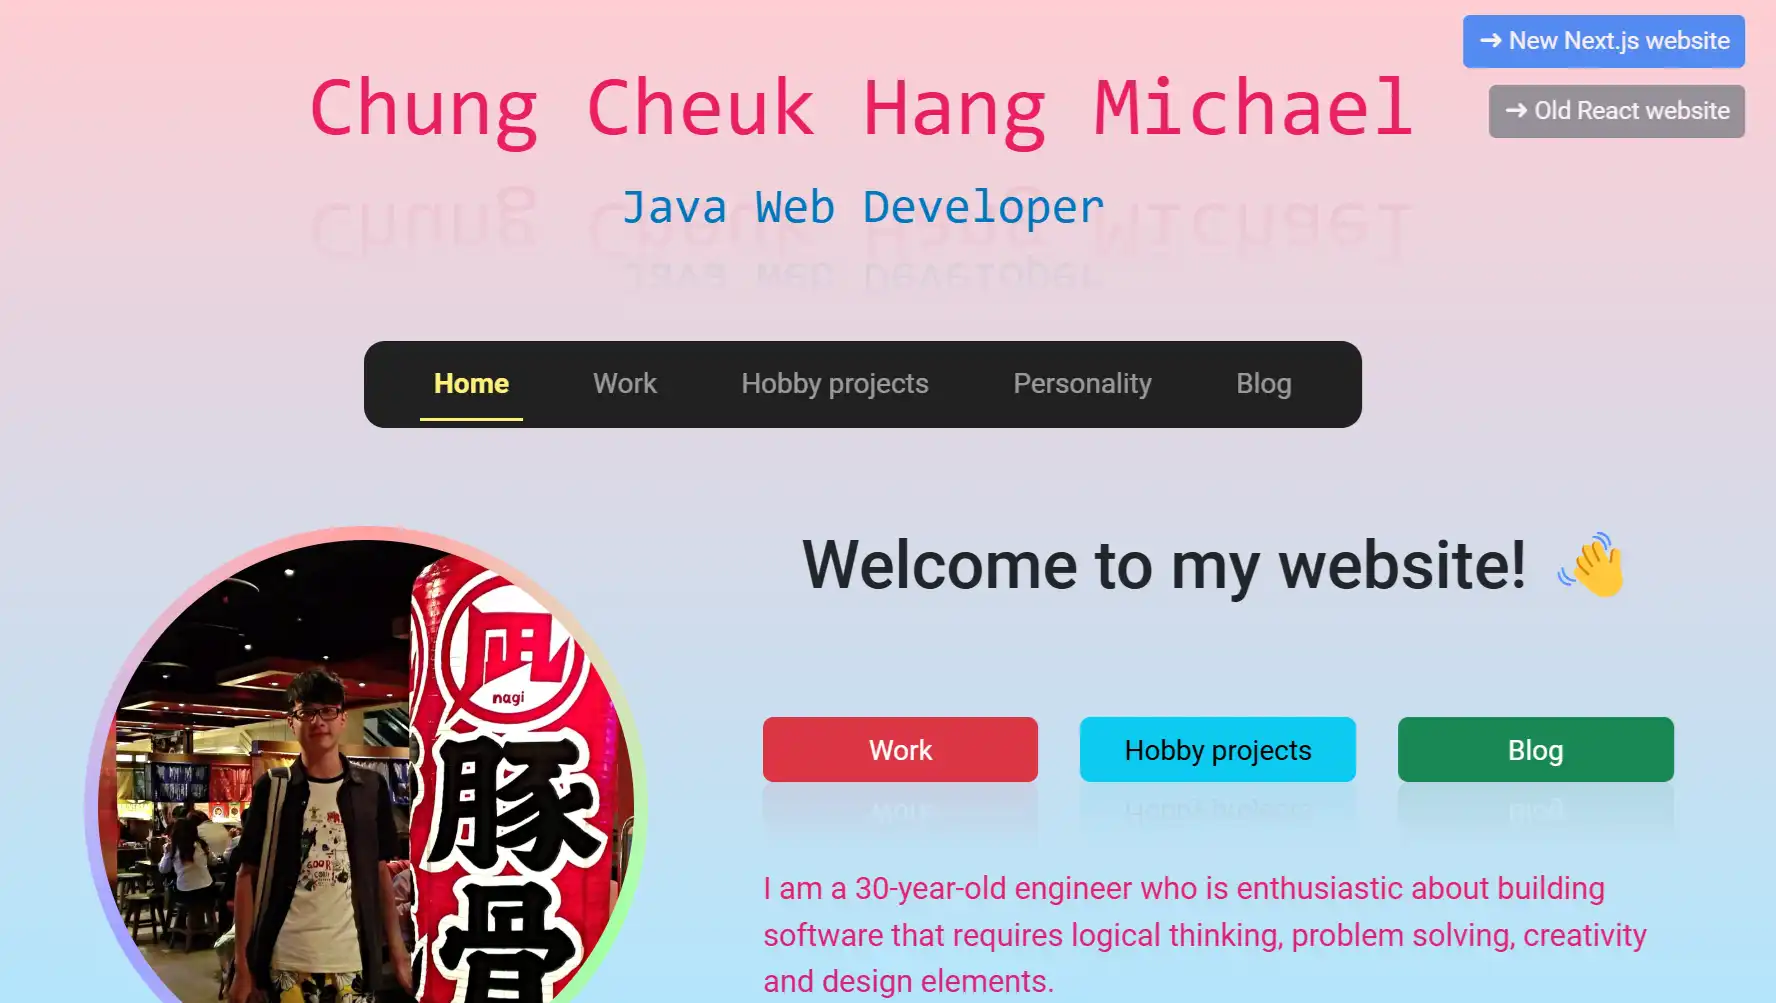 ➜ New Next.js website
Chung Cheuk Hang Michael
➜ Old React website
Java Web Developer
Home Work Hobby projects Personality Blog
Welcome to my website! 👋
凪
nagi
豚骨
Work Hobby projects Blog
I am a 30-year-old engineer who is enthusiastic about building
software that requires logical thinking, problem solving, creativity
and design elements.